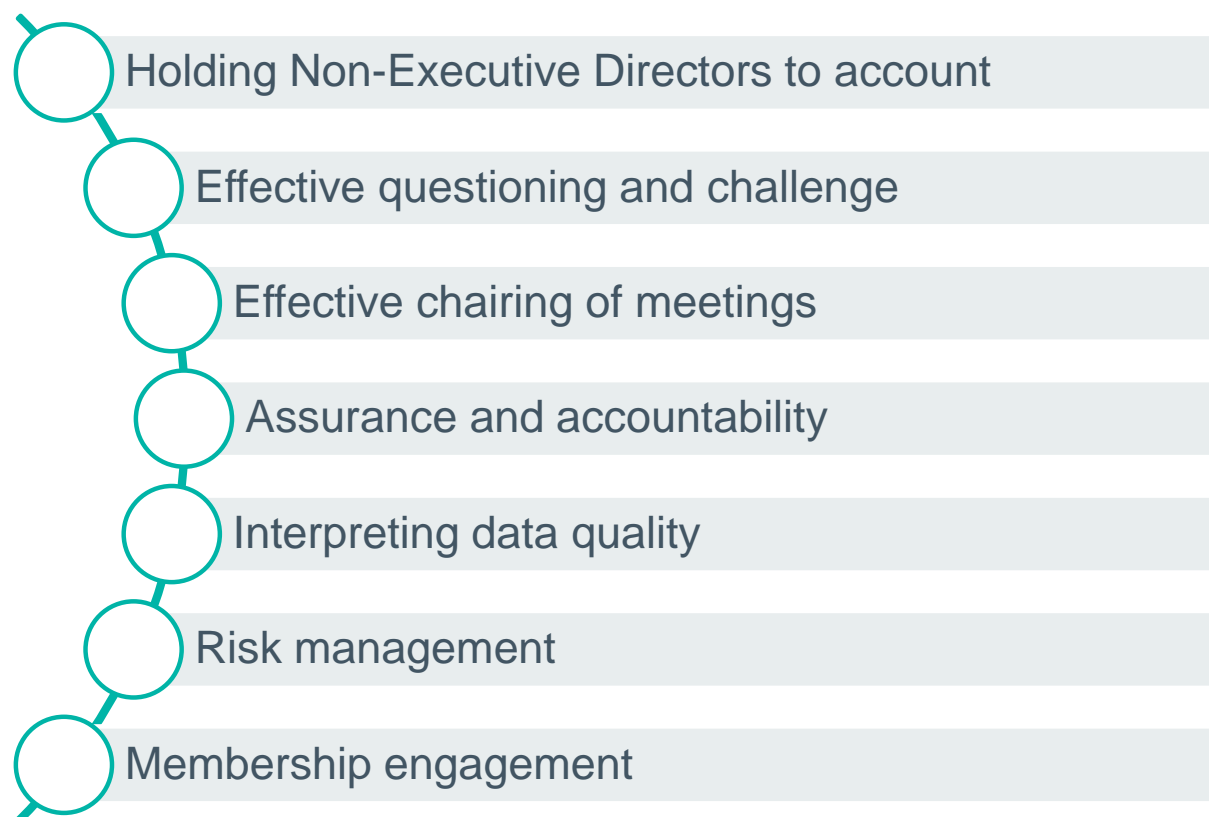 Holding Non-Executive Directors to account
Effective questioning and challenge
Effective chairing of meetings
Assurance and accountability
Interpreting data quality
Risk management
Membership engagement